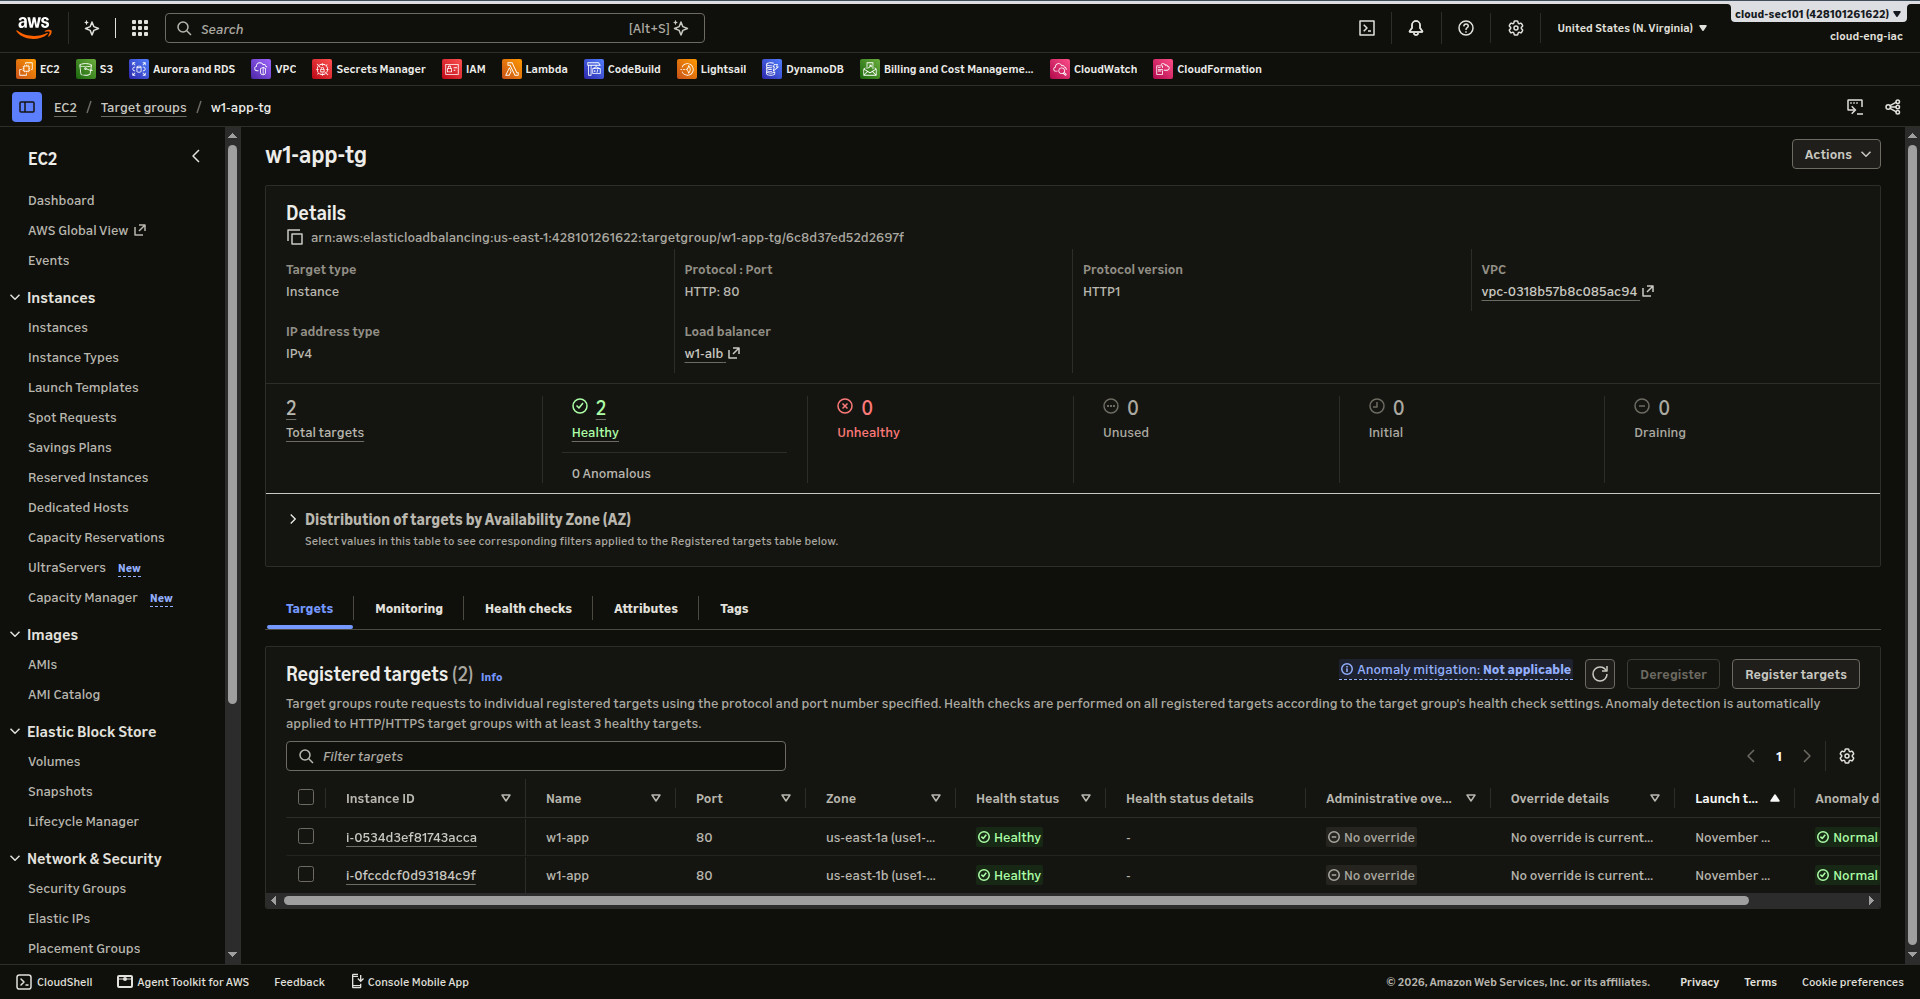 aws
Search [Alt+S]
United States (N. Virginia)
cloud-sec101 (428101261622)
cloud-eng-iac
EC2 S3 Aurora and RDS VPC Secrets Manager IAM Lambda CodeBuild Lightsail DynamoDB Billing and Cost Manageme... CloudWatch CloudFormation
EC2 / Target groups / w1-app-tg
EC2
Dashboard
AWS Global View
Events
Instances
Instances
Instance Types
Launch Templates
Spot Requests
Savings Plans
Reserved Instances
Dedicated Hosts
Capacity Reservations
UltraServers New
Capacity Manager New
Images
AMIs
AMI Catalog
Elastic Block Store
Volumes
Snapshots
Lifecycle Manager
Network & Security
Security Groups
Elastic IPs
Placement Groups
w1-app-tg
Actions
Details
arn:aws:elasticloadbalancing:us-east-1:428101261622:targetgroup/w1-app-tg/6c8d37ed52d2697f
Target type
Instance
Protocol : Port
HTTP: 80
Protocol version
HTTP1
VPC
vpc-0318b57b8c085ac94
IP address type
IPv4
Load balancer
w1-alb
2
Total targets
2
Healthy
0 Anomalous
0
Unhealthy
0
Unused
0
Initial
0
Draining
Distribution of targets by Availability Zone (AZ)
Select values in this table to see corresponding filters applied to the Registered targets table below.
Targets Monitoring Health checks Attributes Tags
Registered targets (2) Info
Anomaly mitigation: Not applicable
Deregister
Register targets
Target groups route requests to individual registered targets using the protocol and port number specified. Health checks are performed on all registered targets according to the target group's health check settings. Anomaly detection is automatically
applied to HTTP/HTTPS target groups with at least 3 healthy targets.
Filter targets
1
Instance ID Name Port Zone Health status Health status details Administrative ove... Override details Launch t... Anomaly d
i-0534d3ef81743acca w1-app 80 us-east-1a (use1-... Healthy - No override No override is current... November ... Normal
i-0fccdcf0d93184c9f w1-app 80 us-east-1b (use1-... Healthy - No override No override is current... November ... Normal
CloudShell Agent Toolkit for AWS Feedback Console Mobile App
© 2026, Amazon Web Services, Inc. or its affiliates. Privacy Terms Cookie preferences